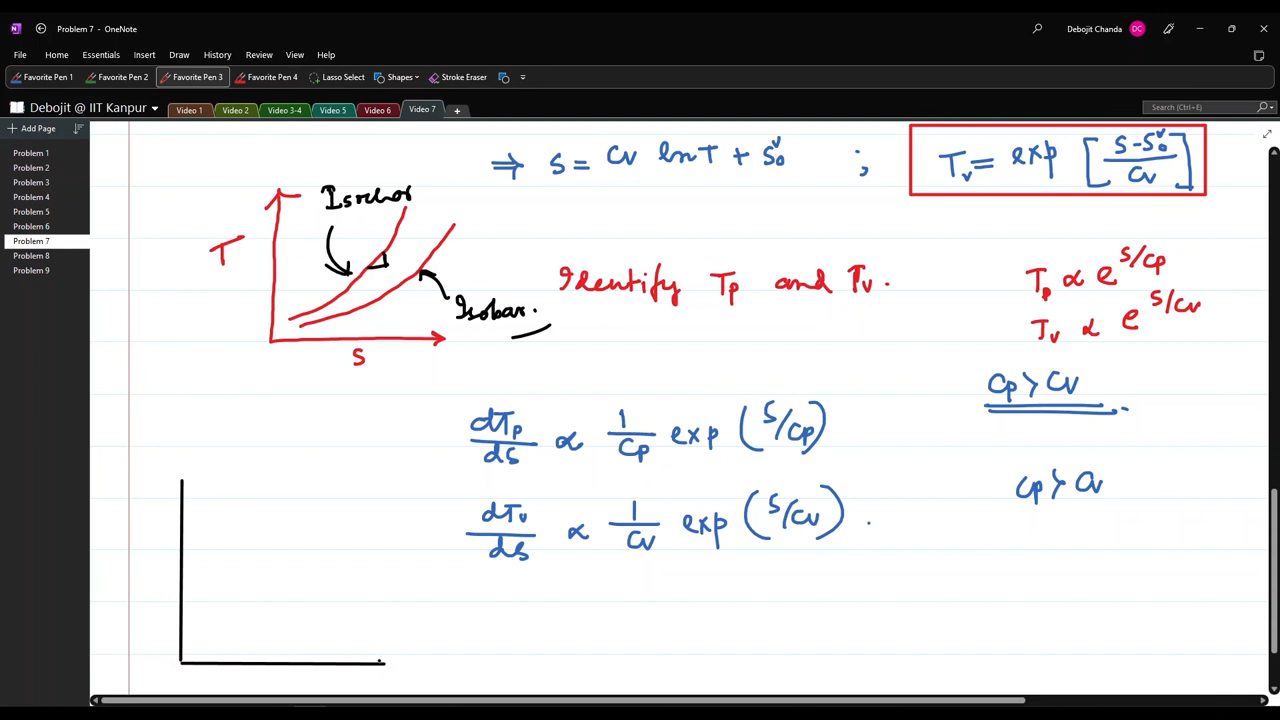 Problem 7 - OneNote
Debojit Chanda DC
File Home Essentials Insert Draw History Review View Help
Favorite Pen 1 Favorite Pen 2 Favorite Pen 3 Favorite Pen 4 Lasso Select Shapes Stroke Eraser
Debojit @ IIT Kanpur Video 1 Video 2 Video 3-4 Video 5 Video 6 Video 7 + Search (Ctrl+E)
+ Add Page
Problem 1
Problem 2
Problem 3
Problem 4
Problem 5
Problem 6
Problem 7
Problem 8
Problem 9
⇒ s = Cv lnT + S₀ᵛ ; Tv = exp [(s-S₀ᵛ)/Cv]
Isochor
T
Isobar.
S
Identify Tp and Tv.
Tp ∝ e^(s/Cp)
Tv ∝ e^(s/Cv)
Cp > Cv
dTp/ds ∝ 1/Cp exp (s/Cp)
Cp > Cv
dTv/ds ∝ 1/Cv exp (s/Cv) .